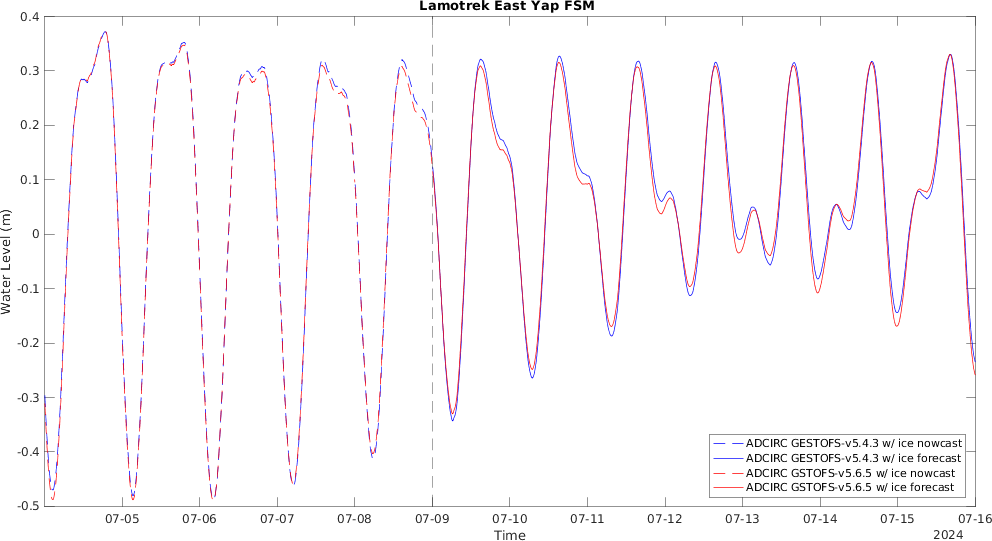 Lamotrek East Yap FSM
0.4
0.3
0.2
0.1
0
-0.1
-0.2
-0.3
-0.4
-0.5
Water Level (m)
ADCIRC GESTOFS-v5.4.3 w/ ice nowcast
ADCIRC GESTOFS-v5.4.3 w/ ice forecast
ADCIRC GSTOFS-v5.6.5 w/ ice nowcast
ADCIRC GSTOFS-v5.6.5 w/ ice forecast
07-05 07-06 07-07 07-08 07-09 07-10 07-11 07-12 07-13 07-14 07-15 07-16
Time
2024